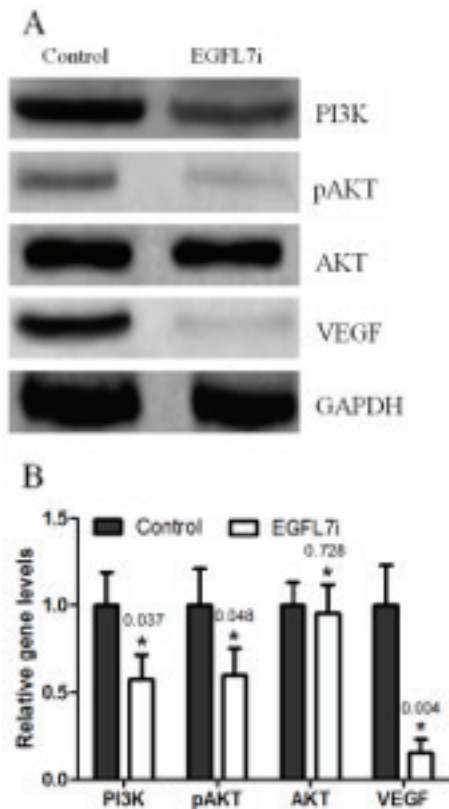 A
Control EGFL7i
PI3K
pAKT
AKT
VEGF
GAPDH
B
Control EGFL7i
Relative gene levels
1.5
1.0
0.5
0.0
0.037 *
0.048 *
0.728 *
0.004 *
PI3K pAKT AKT VEGF